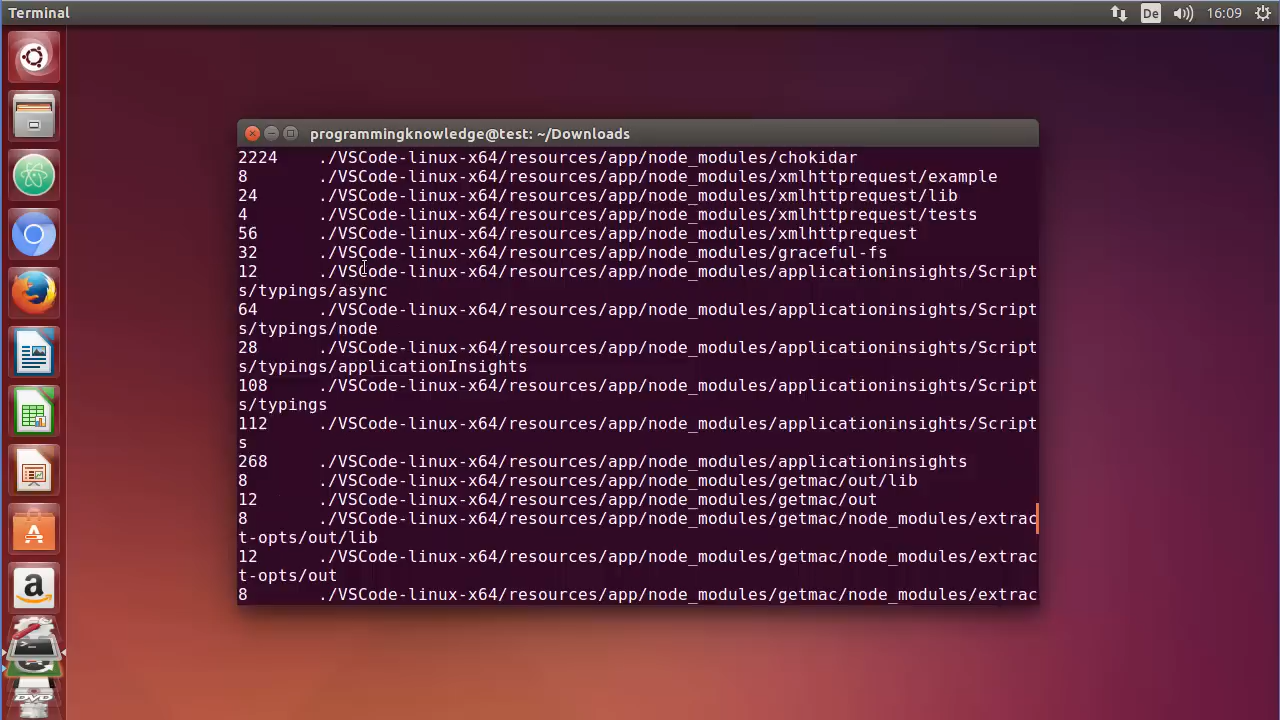 Terminal
De
16:09
programmingknowledge@test: ~/Downloads
2224 ./VSCode-linux-x64/resources/app/node_modules/chokidar
8 ./VSCode-linux-x64/resources/app/node_modules/xmlhttprequest/example
24 ./VSCode-linux-x64/resources/app/node_modules/xmlhttprequest/lib
4 ./VSCode-linux-x64/resources/app/node_modules/xmlhttprequest/tests
56 ./VSCode-linux-x64/resources/app/node_modules/xmlhttprequest
32 ./VSCode-linux-x64/resources/app/node_modules/graceful-fs
12 ./VSCode-linux-x64/resources/app/node_modules/applicationinsights/Script
s/typings/async
64 ./VSCode-linux-x64/resources/app/node_modules/applicationinsights/Script
s/typings/node
28 ./VSCode-linux-x64/resources/app/node_modules/applicationinsights/Script
s/typings/applicationInsights
108 ./VSCode-linux-x64/resources/app/node_modules/applicationinsights/Script
s/typings
112 ./VSCode-linux-x64/resources/app/node_modules/applicationinsights/Script
s
268 ./VSCode-linux-x64/resources/app/node_modules/applicationinsights
8 ./VSCode-linux-x64/resources/app/node_modules/getmac/out/lib
12 ./VSCode-linux-x64/resources/app/node_modules/getmac/out
8 ./VSCode-linux-x64/resources/app/node_modules/getmac/node_modules/extrac
t-opts/out/lib
12 ./VSCode-linux-x64/resources/app/node_modules/getmac/node_modules/extrac
t-opts/out
8 ./VSCode-linux-x64/resources/app/node_modules/getmac/node_modules/extrac
A
a
>_
DVD